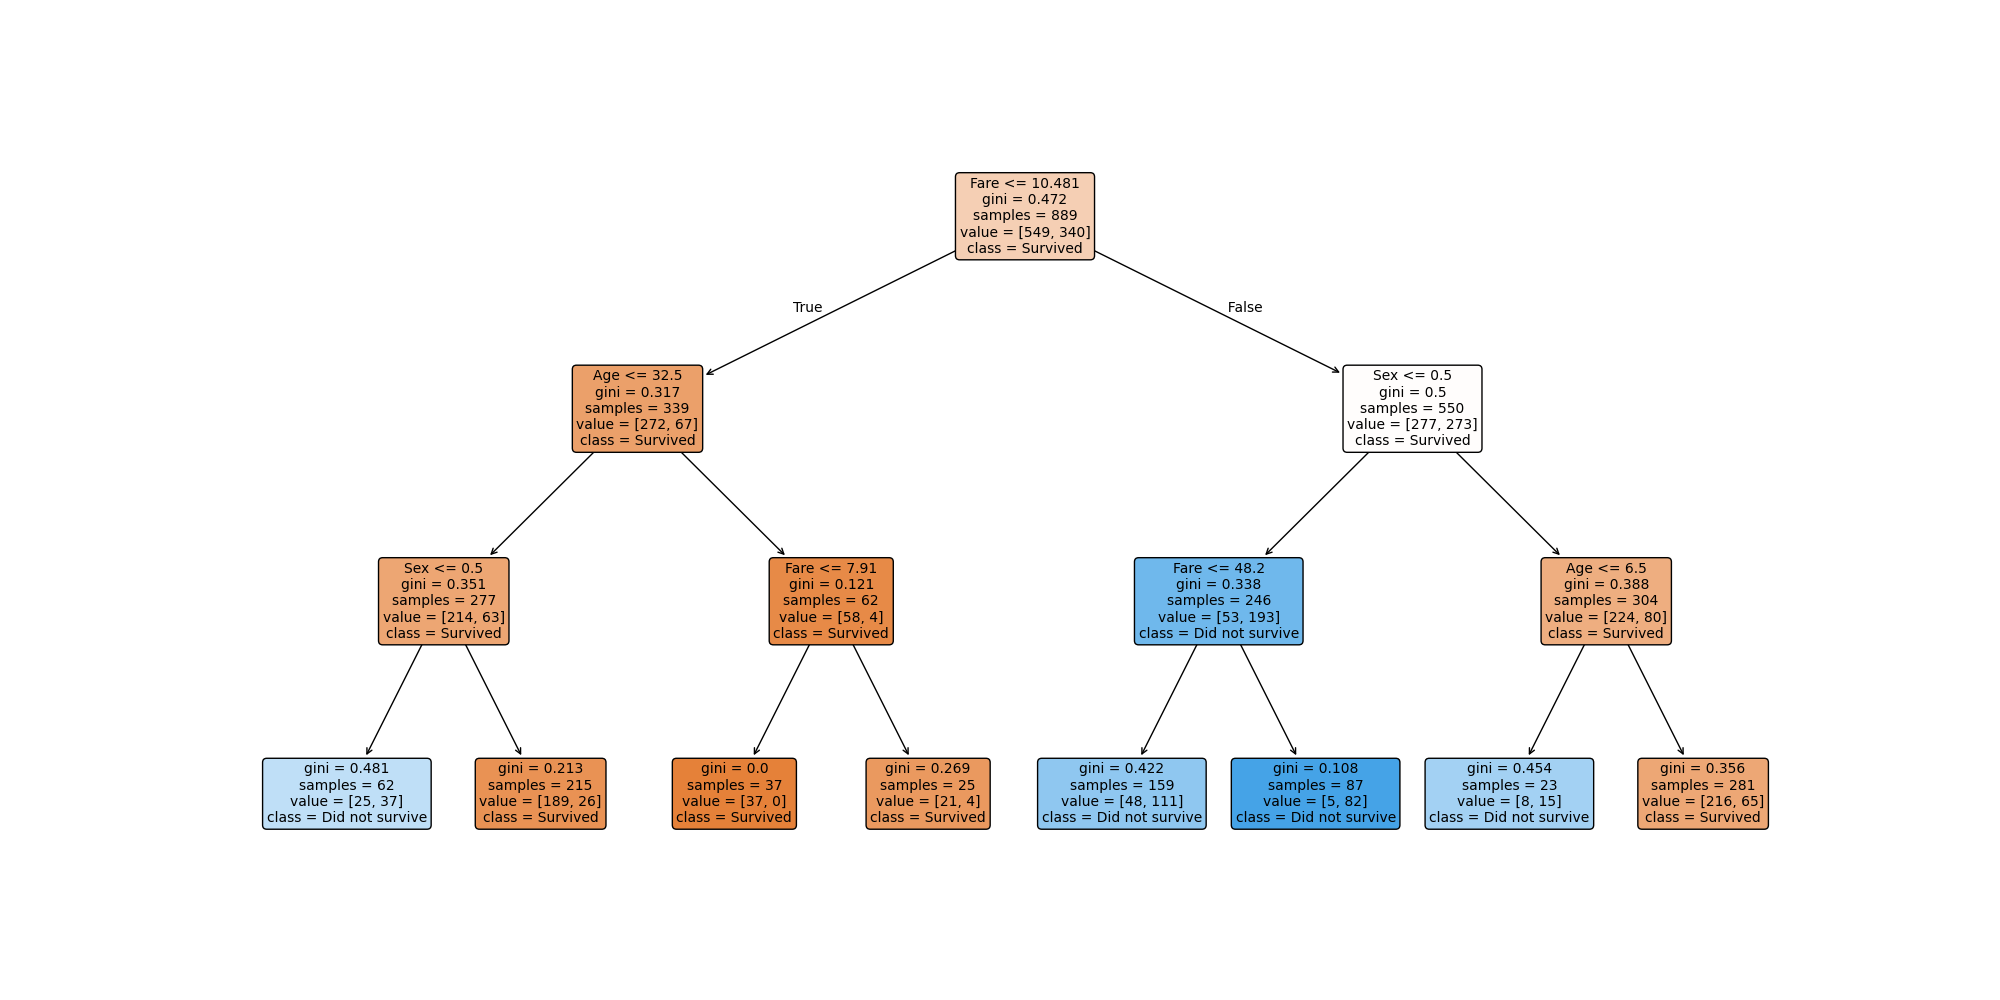 Fare <= 10.481
gini = 0.472
samples = 889
value = [549, 340]
class = Survived
True
False
Age <= 32.5
gini = 0.317
samples = 339
value = [272, 67]
class = Survived
Sex <= 0.5
gini = 0.5
samples = 550
value = [277, 273]
class = Survived
Sex <= 0.5
gini = 0.351
samples = 277
value = [214, 63]
class = Survived
Fare <= 7.91
gini = 0.121
samples = 62
value = [58, 4]
class = Survived
Fare <= 48.2
gini = 0.338
samples = 246
value = [53, 193]
class = Did not survive
Age <= 6.5
gini = 0.388
samples = 304
value = [224, 80]
class = Survived
gini = 0.481
samples = 62
value = [25, 37]
class = Did not survive
gini = 0.213
samples = 215
value = [189, 26]
class = Survived
gini = 0.0
samples = 37
value = [37, 0]
class = Survived
gini = 0.269
samples = 25
value = [21, 4]
class = Survived
gini = 0.422
samples = 159
value = [48, 111]
class = Did not survive
gini = 0.108
samples = 87
value = [5, 82]
class = Did not survive
gini = 0.454
samples = 23
value = [8, 15]
class = Did not survive
gini = 0.356
samples = 281
value = [216, 65]
class = Survived